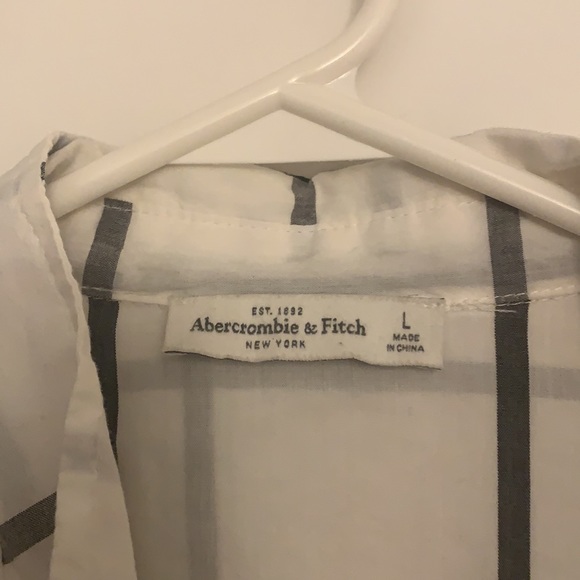 EST. 1892
Abercrombie & Fitch
NEW YORK
L
MADE
IN CHINA